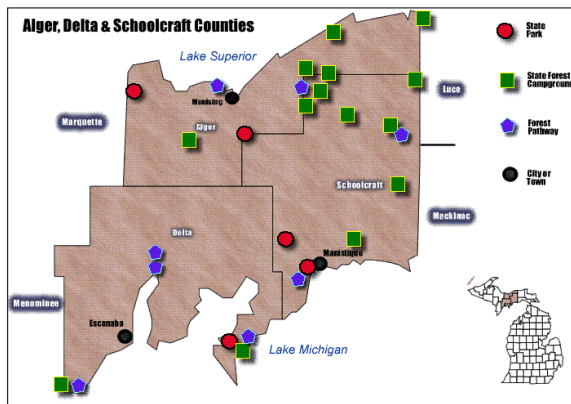 Alger, Delta & Schoolcraft Counties
Lake Superior
State
Park
State Forest
Campground
Luce
Munising
Marquette
Alger
Forest
Pathway
Schoolcraft
City or
Town
Mackinac
Delta
Manistique
Menominee
Escanaba
Lake Michigan